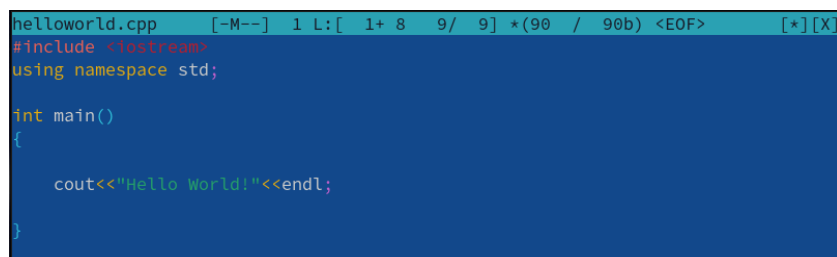 helloworld.cpp [-M--] 1 L:[ 1+ 8 9/ 9] *(90 / 90b) <EOF> [*][X]
#include <iostream>
using namespace std;
int main()
{
cout<<"Hello World!"<<endl;
}